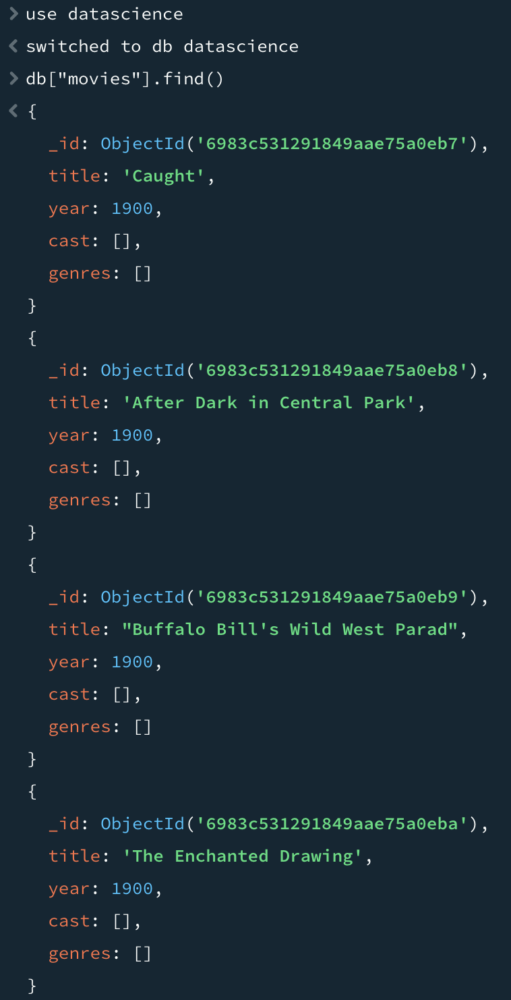 > use datascience
< switched to db datascience
> db["movies"].find()
< {
_id: ObjectId('6983c531291849aae75a0eb7'),
title: 'Caught',
year: 1900,
cast: [],
genres: []
}
{
_id: ObjectId('6983c531291849aae75a0eb8'),
title: 'After Dark in Central Park',
year: 1900,
cast: [],
genres: []
}
{
_id: ObjectId('6983c531291849aae75a0eb9'),
title: "Buffalo Bill's Wild West Parad",
year: 1900,
cast: [],
genres: []
}
{
_id: ObjectId('6983c531291849aae75a0eba'),
title: 'The Enchanted Drawing',
year: 1900,
cast: [],
genres: []
}